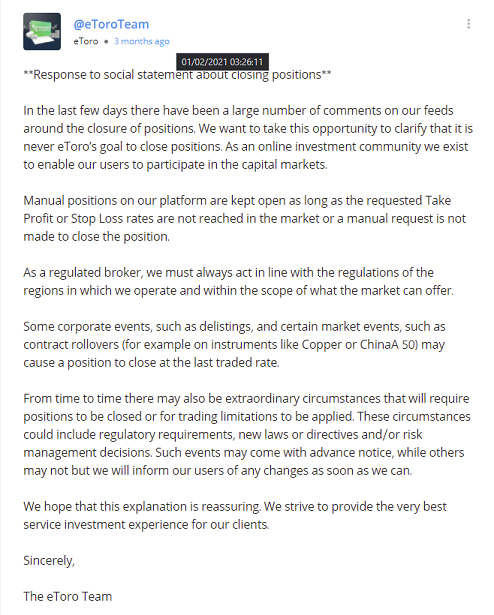 @eToroTeam
eToro • 3 months ago
01/02/2021 03:26:11
**Response to social statement about closing positions**
In the last few days there have been a large number of comments on our feeds
around the closure of positions. We want to take this opportunity to clarify that it is
never eToro's goal to close positions. As an online investment community we exist
to enable our users to participate in the capital markets.
Manual positions on our platform are kept open as long as the requested Take
Profit or Stop Loss rates are not reached in the market or a manual request is not
made to close the position.
As a regulated broker, we must always act in line with the regulations of the
regions in which we operate and within the scope of what the market can offer.
Some corporate events, such as delistings, and certain market events, such as
contract rollovers (for example on instruments like Copper or ChinaA 50) may
cause a position to close at the last traded rate.
From time to time there may also be extraordinary circumstances that will require
positions to be closed or for trading limitations to be applied. These circumstances
could include regulatory requirements, new laws or directives and/or risk
management decisions. Such events may come with advance notice, while others
may not but we will inform our users of any changes as soon as we can.
We hope that this explanation is reassuring. We strive to provide the very best
service investment experience for our clients.
Sincerely,
The eToro Team